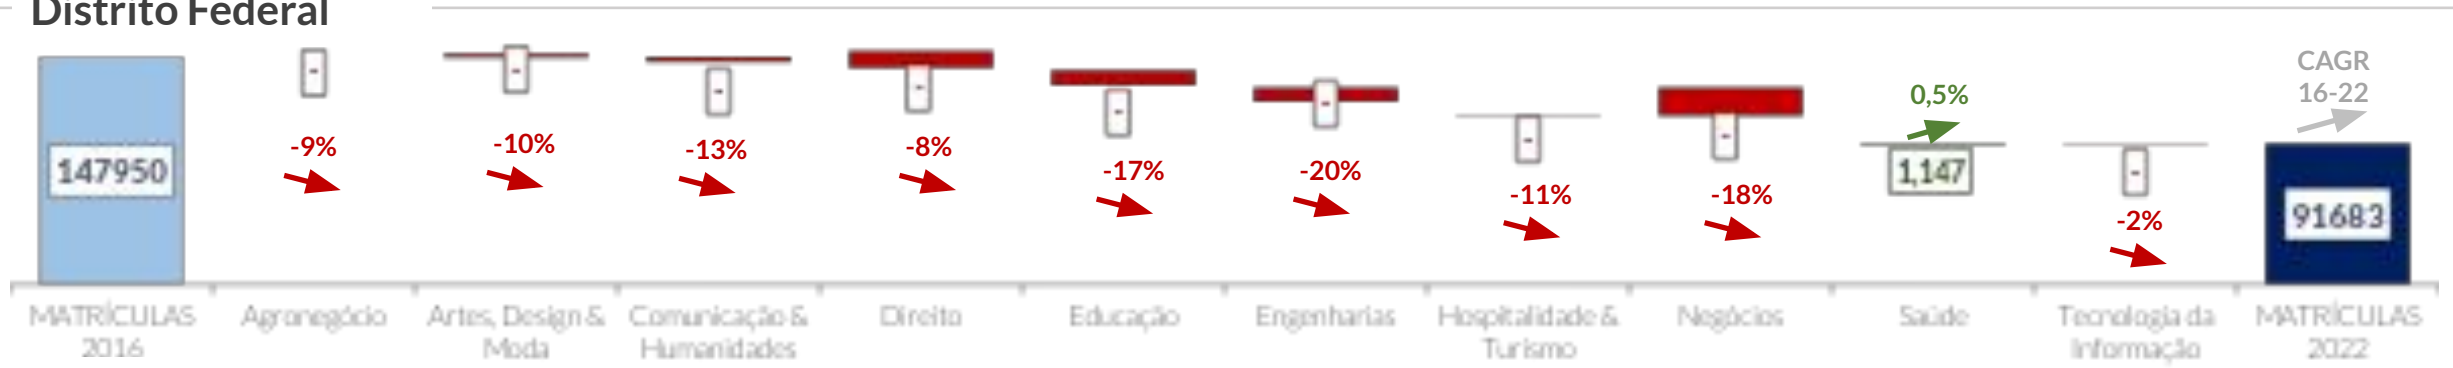 Distrito Federal
CAGR
16-22
147950
-
-9%
-
-10%
-
-13%
-
-8%
-
-17%
-
-20%
-
-11%
-
-18%
0,5%
1,147
-
-2%
91683
MATRÍCULAS
2016
Agronegócio
Artes, Design &
Moda
Comunicação &
Humanidades
Direito
Educação
Engenharias
Hospitalidade &
Turismo
Negócios
Saúde
Tecnologia da
Informação
MATRÍCULAS
2022